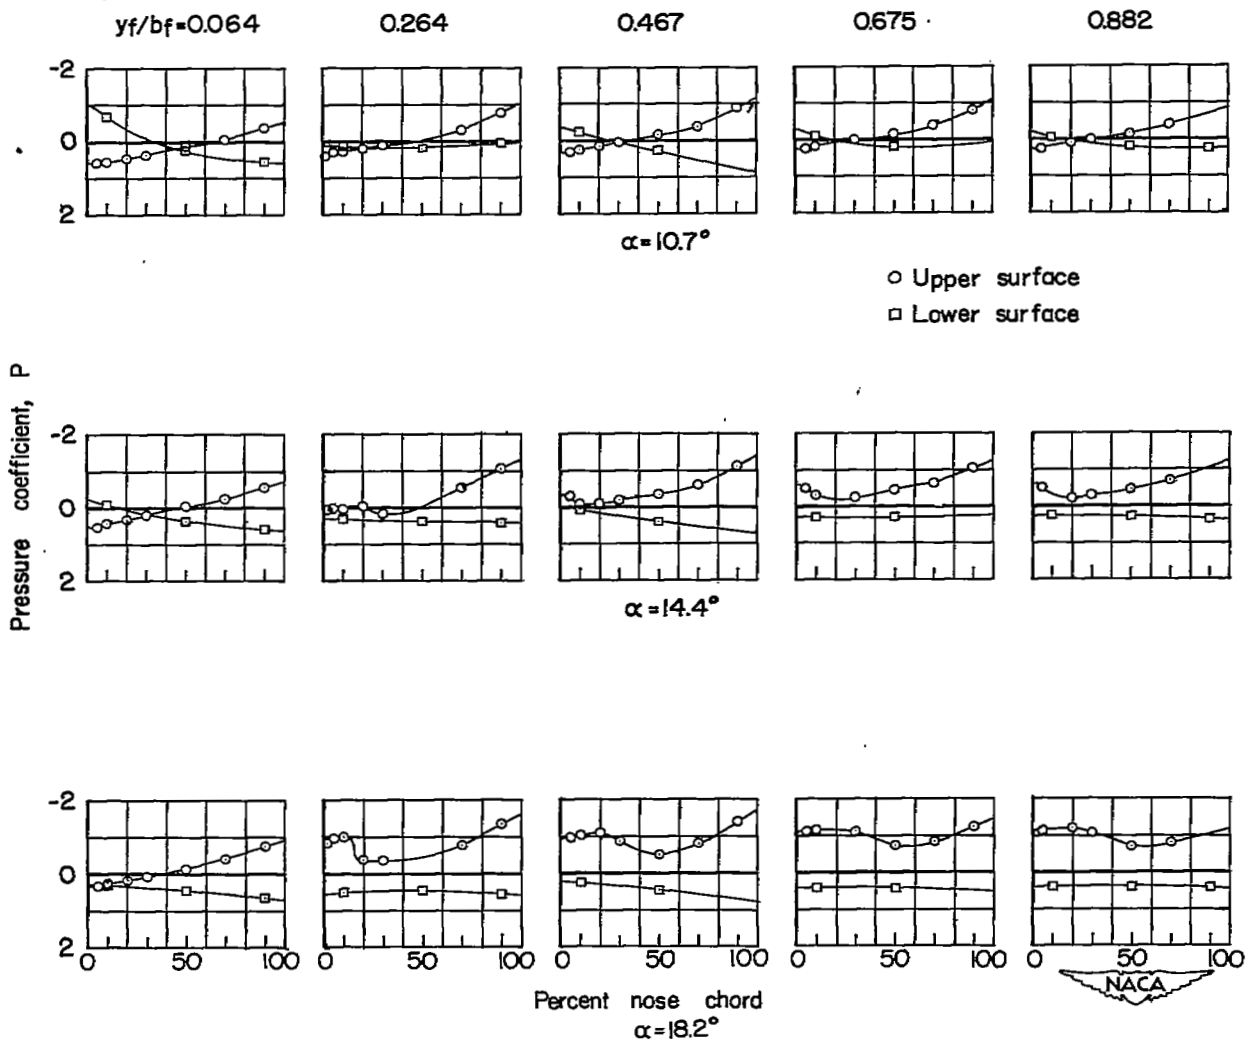 yf/bf=0.064 0.264 0.467 0.675 0.882
-2
0
2
α=10.7°
Upper surface
Lower surface
Pressure coefficient, P
-2
0
2
α=14.4°
-2
0
2
0 50 100 0 50 100 0 50 100 0 50 100 0 50 100
NACA
Percent nose chord
α=18.2°